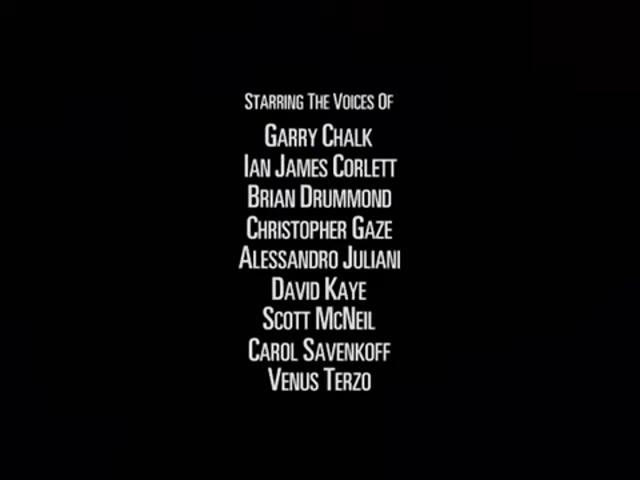 Starring The Voices Of
Garry Chalk
Ian James Corlett
Brian Drummond
Christopher Gaze
Alessandro Juliani
David Kaye
Scott McNeil
Carol Savenkoff
Venus Terzo